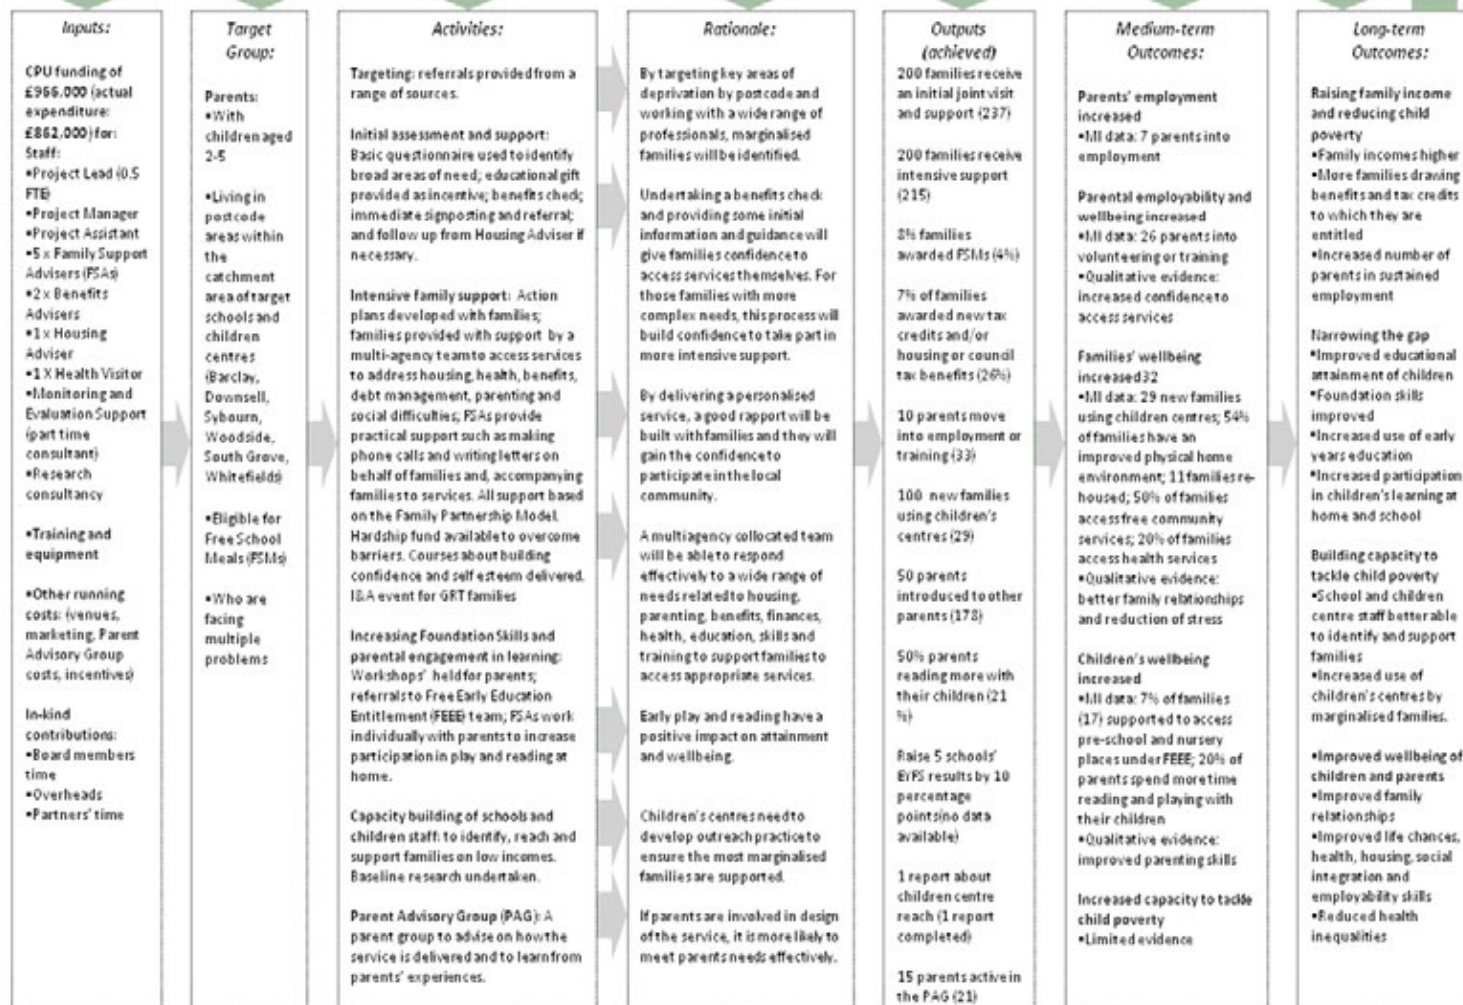 Inputs:
CPU funding of
£966,000 (actual
expenditure:
£862,000) for:
Staff:
•Project Lead (0.5
FTE)
•Project Manager
•Project Assistant
•5 x Family Support
Advisers (FSAs)
•2 x Benefits
Advisers
•1 x Housing
Adviser
•1 X Health Visitor
•Monitoring and
Evaluation Support
(part time
consultant)
•Research
consultancy
•Training and
equipment
•Other running
costs: (venues,
marketing, Parent
Advisory Group
costs, incentives)
In-kind
contributions:
•Board members
time
•Overheads
•Partners' time
Target
Group:
Parents:
•With
children aged
2-5
•Living in
postcode
areas within
the
catchment
area of target
schools and
children
centres
(Barclay,
Downsell,
Sybourn,
Woodside,
South Grove,
Whitefields)
•Eligible for
Free School
Meals (FSMs)
•Who are
facing
multiple
problems
Activities:
Targeting: referrals provided from a
range of sources.
Initial assessment and support:
Basic questionnaire used to identify
broad areas of need; educational gift
provided as incentive; benefits check;
immediate signposting and referral;
and follow up from Housing Adviser if
necessary.
Intensive family support: Action
plans developed with families;
families provided with support by a
multi-agency team to access services
to address housing, health, benefits,
debt management, parenting and
social difficulties; FSAs provide
practical support such as making
phone calls and writing letters on
behalf of families and, accompanying
families to services. All support based
on the Family Partnership Model.
Hardship fund available to overcome
barriers. Courses about building
confidence and self esteem delivered.
I&A event for GRT families
Increasing Foundation Skills and
parental engagement in learning:
Workshops' held for parents;
referrals to Free Early Education
Entitlement (FEEE) team; FSAs work
individually with parents to increase
participation in play and reading at
home.
Capacity building of schools and
children staff: to identify, reach and
support families on low incomes.
Baseline research undertaken.
Parent Advisory Group (PAG): A
parent group to advise on how the
service is delivered and to learn from
parents' experiences.
Rationale:
By targeting key areas of
deprivation by postcode and
working with a wide range of
professionals, marginalised
families will be identified.
Undertaking a benefits check
and providing some initial
information and guidance will
give families confidence to
access services themselves. For
those families with more
complex needs, this process will
build confidence to take part in
more intensive support.
By delivering a personalised
service, a good rapport will be
built with families and they will
gain the confidence to
participate in the local
community.
A multiagency collocated team
will be able to respond
effectively to a wide range of
needs related to housing,
parenting, benefits, finances,
health, education, skills and
training to support families to
access appropriate services.
Early play and reading have a
positive impact on attainment
and wellbeing.
Children's centres need to
develop outreach practice to
ensure the most marginalised
families are supported.
If parents are involved in design
of the service, it is more likely to
meet parents needs effectively.
Outputs
(achieved)
200 families receive
an initial joint visit
and support (237)
200 families receive
intensive support
(215)
8% families
awarded FSMs (4%)
7% of families
awarded new tax
credits and/or
housing or council
tax benefits (26%)
10 parents move
into employment or
training (33)
100 new families
using children's
centres (29)
50 parents
introduced to other
parents (178)
50% parents
reading more with
their children (21
%)
Raise 5 schools'
EYFS results by 10
percentage
points(no data
available)
1 report about
children centre
reach (1 report
completed)
15 parents active in
the PAG (21)
Medium-term
Outcomes:
Parents' employment
increased
•MI data: 7 parents into
employment
Parental employability and
wellbeing increased
•MI data: 26 parents into
volunteering or training
•Qualitative evidence:
increased confidence to
access services
Families' wellbeing
increased32
•MI data: 29 new families
using children centres; 54%
of families have an
improved physical home
environment; 11 families re-
housed; 50% of families
access free community
services; 20% of families
access health services
•Qualitative evidence:
better family relationships
and reduction of stress
Children's wellbeing
increased
•MI data: 7% of families
(17) supported to access
pre-school and nursery
places under FEEE; 20% of
parents spend more time
reading and playing with
their children
•Qualitative evidence:
improved parenting skills
Increased capacity to tackle
child poverty
•Limited evidence
Long-term
Outcomes:
Raising family income
and reducing child
poverty
•Family incomes higher
•More families drawing
benefits and tax credits
to which they are
entitled
•Increased number of
parents in sustained
employment
Narrowing the gap
•Improved educational
attainment of children
•Foundation skills
improved
•Increased use of early
years education
•Increased participation
in children's learning at
home and school
Building capacity to
tackle child poverty
•School and children
centre staff better able
to identify and support
families
•Increased use of
children's centres by
marginalised families.
•Improved wellbeing of
children and parents
•Improved family
relationships
•Improved life chances,
health, housing, social
integration and
employability skills
•Reduced health
inequalities